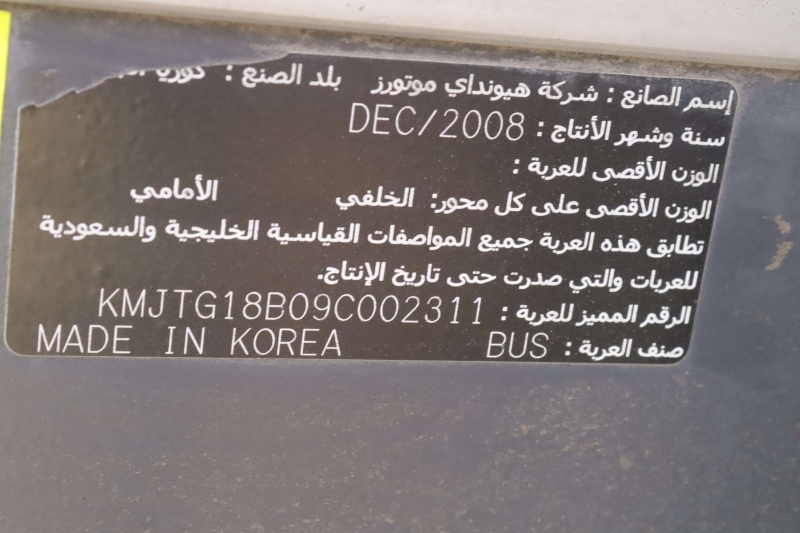 إسم الصانع : شركة هيونداي موتورز بلد الصنع : كوريا
سنة وشهر الأنتاج : DEC/2008
الوزن الأقصى للعربة :
الوزن الأقصى على كل محور: الخلفي الأمامي
تطابق هذه العربة جميع المواصفات القياسية الخليجية والسعودية
للعربات والتي صدرت حتى تاريخ الإنتاج.
الرقم المميز للعربة : KMJTG18B09C002311
صنف العربة : BUS MADE IN KOREA